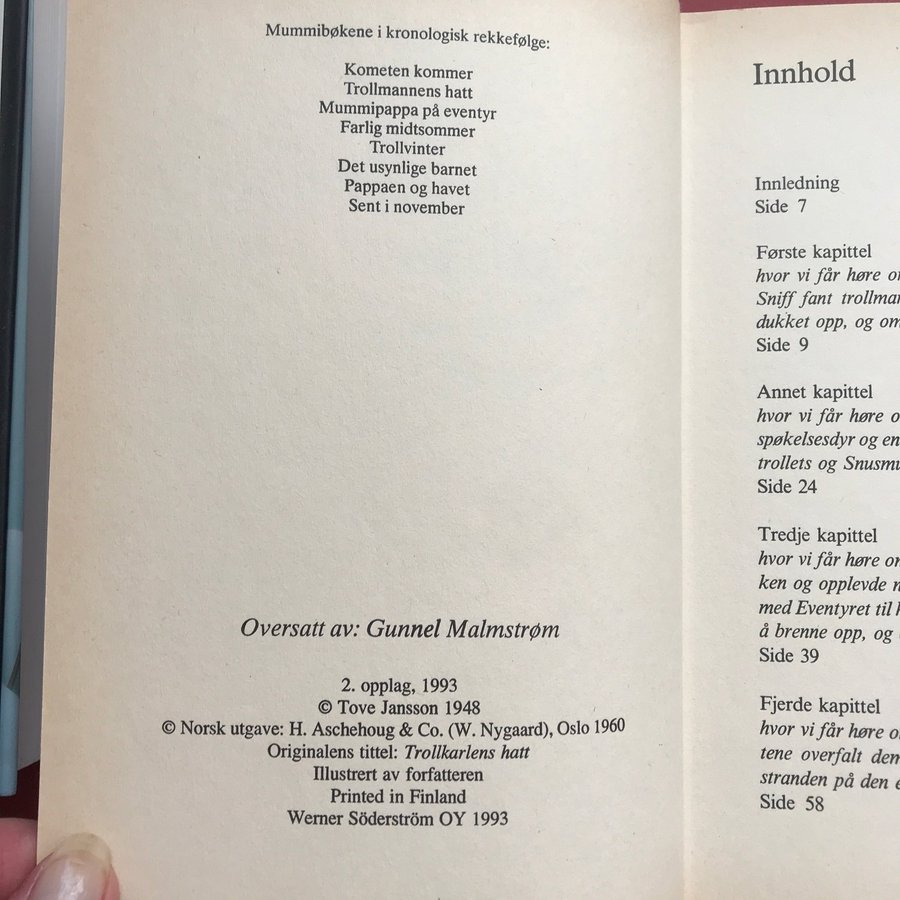 Mummibøkene i kronologisk rekkefølge:
Kometen kommer
Trollmannens hatt
Mummipappa på eventyr
Farlig midtsommer
Trollvinter
Det usynlige barnet
Pappaen og havet
Sent i november
Oversatt av: Gunnel Malmstrøm
2. opplag, 1993
© Tove Jansson 1948
© Norsk utgave: H. Aschehoug & Co. (W. Nygaard), Oslo 1960
Originalens tittel: Trollkarlens hatt
Illustrert av forfatteren
Printed in Finland
Werner Söderström OY 1993
Innhold
Innledning
Side 7
Første kapittel
hvor vi får høre
Sniff fant
dukket opp, og om
Side 9
Annet kapittel
hvor vi får høre
spøkelsesdyr og en
trollets og
Side 24
Tredje kapittel
hvor vi får høre
ken og opplevde
med Eventyret til
å brenne opp, og
Side 39
Fjerde kapittel
hvor vi får høre
tene overfalt dem
stranden på den
Side 58